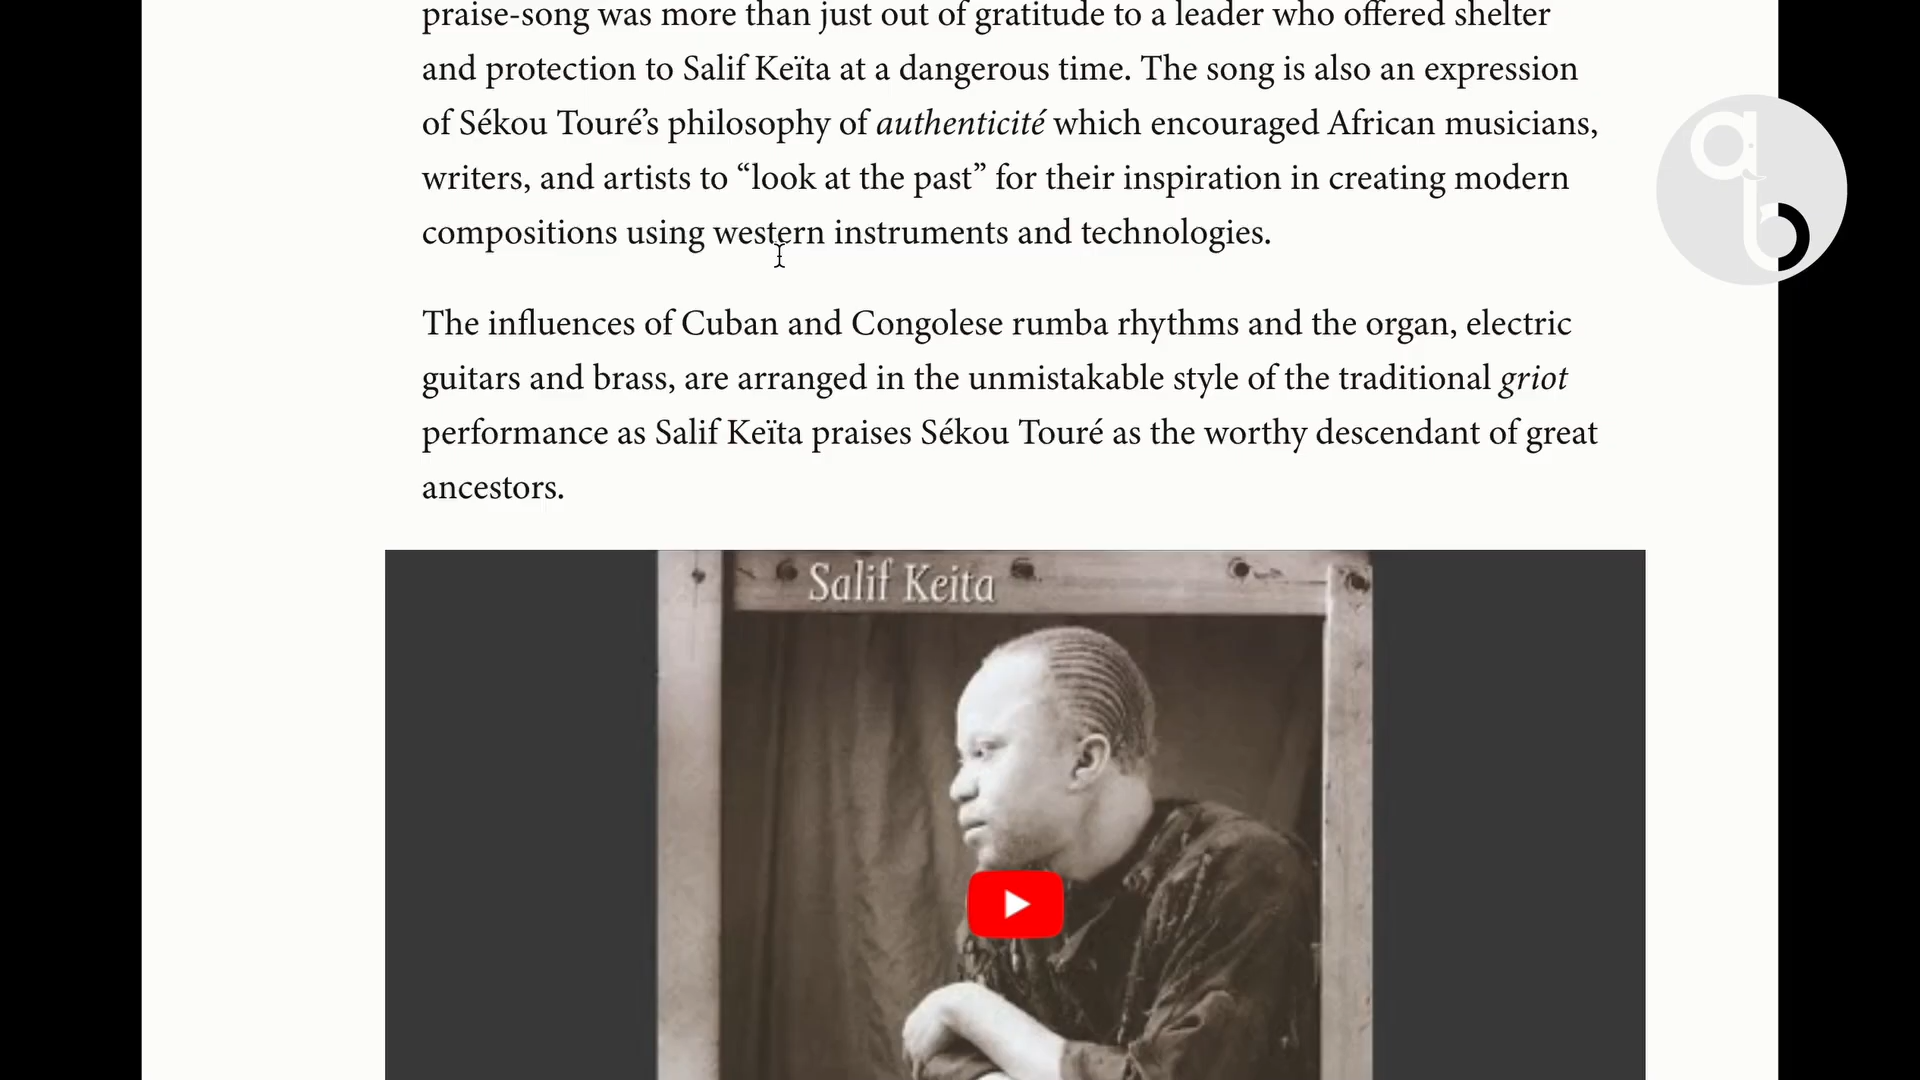 praise-song was more than just out of gratitude to a leader who offered shelter
and protection to Salif Keïta at a dangerous time. The song is also an expression
of Sékou Touré’s philosophy of authenticité which encouraged African musicians,
writers, and artists to “look at the past” for their inspiration in creating modern
compositions using western instruments and technologies.
The influences of Cuban and Congolese rumba rhythms and the organ, electric
guitars and brass, are arranged in the unmistakable style of the traditional griot
performance as Salif Keïta praises Sékou Touré as the worthy descendant of great
ancestors.
Salif Keita
ab